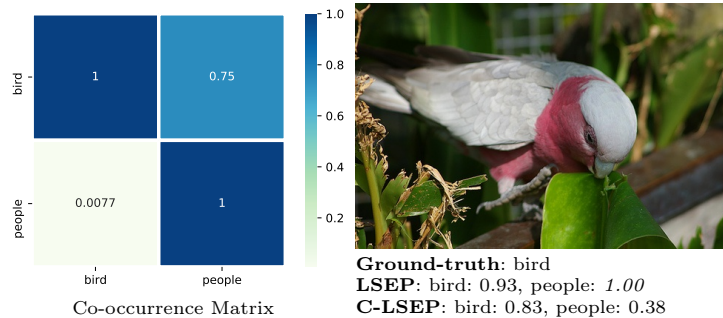 1.0
bird
1
0.75
0.8
0.6
0.4
people
0.0077
1
0.2
bird
people
Co-occurrence Matrix
Ground-truth: bird
LSEP: bird: 0.93, people: 1.00
C-LSEP: bird: 0.83, people: 0.38